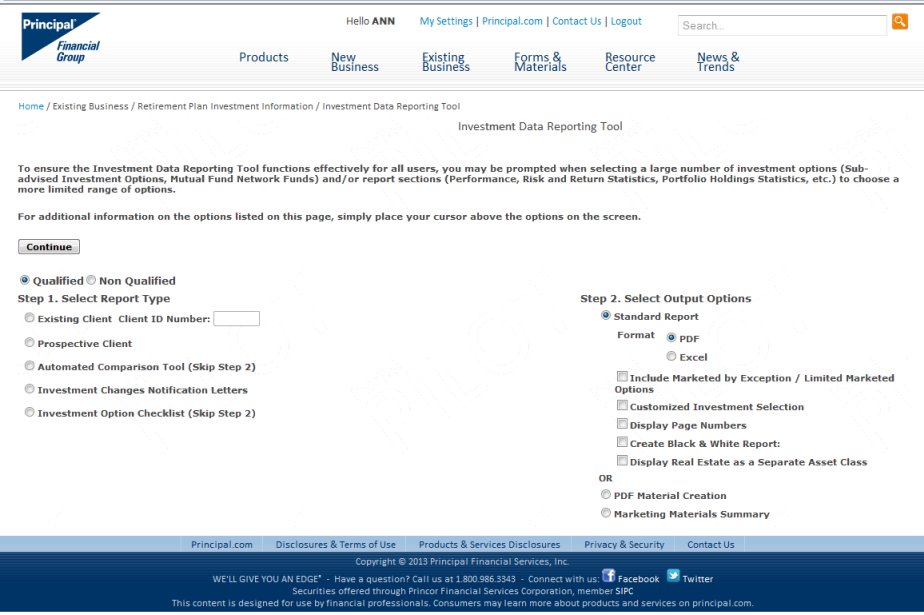 Principal
Financial
Group
Hello ANN My Settings | Principal.com | Contact Us | Logout
Search...
Products New Business Existing Business Forms & Materials Resource Center News & Trends
Home / Existing Business / Retirement Plan Investment Information / Investment Data Reporting Tool
Investment Data Reporting Tool
To ensure the Investment Data Reporting Tool functions effectively for all users, you may be prompted when selecting a large number of investment options (Sub-
advised Investment Options, Mutual Fund Network Funds) and/or report sections (Performance, Risk and Return Statistics, Portfolio Holdings Statistics, etc.) to choose a
more limited range of options.
For additional information on the options listed on this page, simply place your cursor above the options on the screen.
Continue
Qualified Non Qualified
Step 1. Select Report Type
Existing Client Client ID Number:
Prospective Client
Automated Comparison Tool (Skip Step 2)
Investment Changes Notification Letters
Investment Option Checklist (Skip Step 2)
Step 2. Select Output Options
Standard Report
Format PDF
Excel
Include Marketed by Exception / Limited Marketed
Options
Customized Investment Selection
Display Page Numbers
Create Black & White Report:
Display Real Estate as a Separate Asset Class
OR
PDF Material Creation
Marketing Materials Summary
Principal.com Disclosures & Terms of Use Products & Services Disclosures Privacy & Security Contact Us
Copyright © 2013 Principal Financial Services, Inc.
WE'LL GIVE YOU AN EDGE® - Have a question? Call us at 1.800.986.3343 - Connect with us: Facebook Twitter
Securities offered through Princor Financial Services Corporation, member SIPC
This content is designed for use by financial professionals. Consumers may learn more about products and services on principal.com.